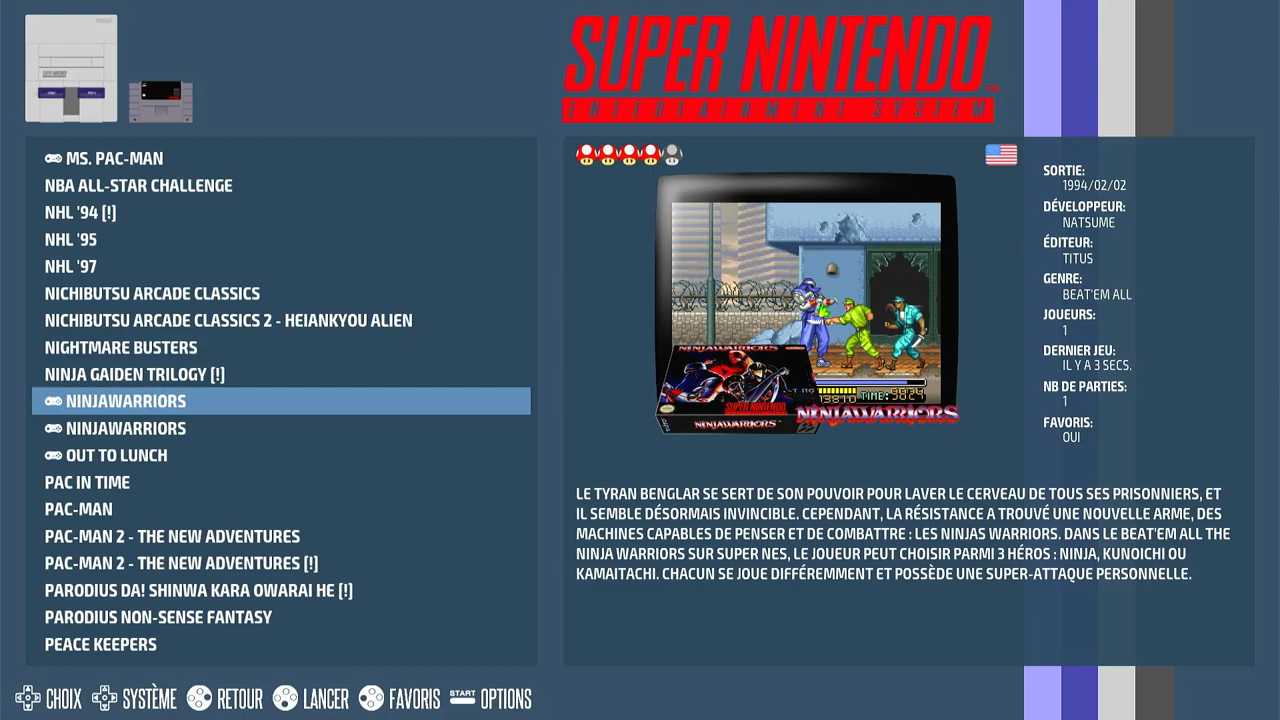 SUPER NINTENDO
ENTERTAINMENT SYSTEM
MS. PAC-MAN
NBA ALL-STAR CHALLENGE
NHL '94 [!]
NHL '95
NHL '97
NICHIBUTSU ARCADE CLASSICS
NICHIBUTSU ARCADE CLASSICS 2 - HEIANKYOU ALIEN
NIGHTMARE BUSTERS
NINJA GAIDEN TRILOGY [!]
NINJAWARRIORS
NINJAWARRIORS
OUT TO LUNCH
PAC IN TIME
PAC-MAN
PAC-MAN 2 - THE NEW ADVENTURES
PAC-MAN 2 - THE NEW ADVENTURES [!]
PARODIUS DA! SHINWA KARA OWARAI HE [!]
PARODIUS NON-SENSE FANTASY
PEACE KEEPERS
NINJAWARRIORS
SUPER NINTENDO
NINJAWARRIORS
13810 TIME:
NINJAWARRIORS
SORTIE:
1994/02/02
DÉVELOPPEUR:
NATSUME
ÉDITEUR:
TITUS
GENRE:
BEAT'EM ALL
JOUEURS:
1
DERNIER JEU:
IL Y A 3 SECS.
NB DE PARTIES:
1
FAVORIS:
OUI
LE TYRAN BENGLAR SE SERT DE SON POUVOIR POUR LAVER LE CERVEAU DE TOUS SES PRISONNIERS, ET
IL SEMBLE DÉSORMAIS INVINCIBLE. CEPENDANT, LA RÉSISTANCE A TROUVÉ UNE NOUVELLE ARME, DES
MACHINES CAPABLES DE PENSER ET DE COMBATTRE : LES NINJAS WARRIORS. DANS LE BEAT'EM ALL THE
NINJA WARRIORS SUR SUPER NES, LE JOUEUR PEUT CHOISIR PARMI 3 HÉROS : NINJA, KUNOICHI OU
KAMAITACHI. CHACUN SE JOUE DIFFÉREMMENT ET POSSÈDE UNE SUPER-ATTAQUE PERSONNELLE.
CHOIX SYSTÈME RETOUR LANCER FAVORIS START OPTIONS